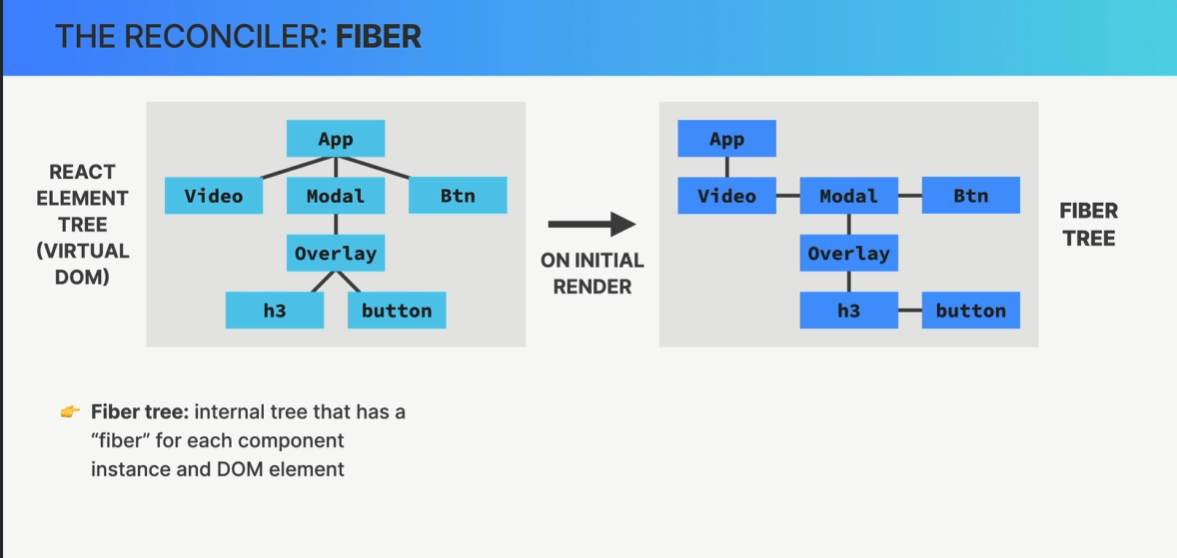 THE RECONCILER: FIBER
REACT
ELEMENT
TREE
(VIRTUAL
DOM)
App
Video Modal Btn
Overlay
h3 button
ON INITIAL
RENDER
App
Video Modal Btn
Overlay
h3 button
FIBER
TREE
👉 Fiber tree: internal tree that has a
“fiber” for each component
instance and DOM element